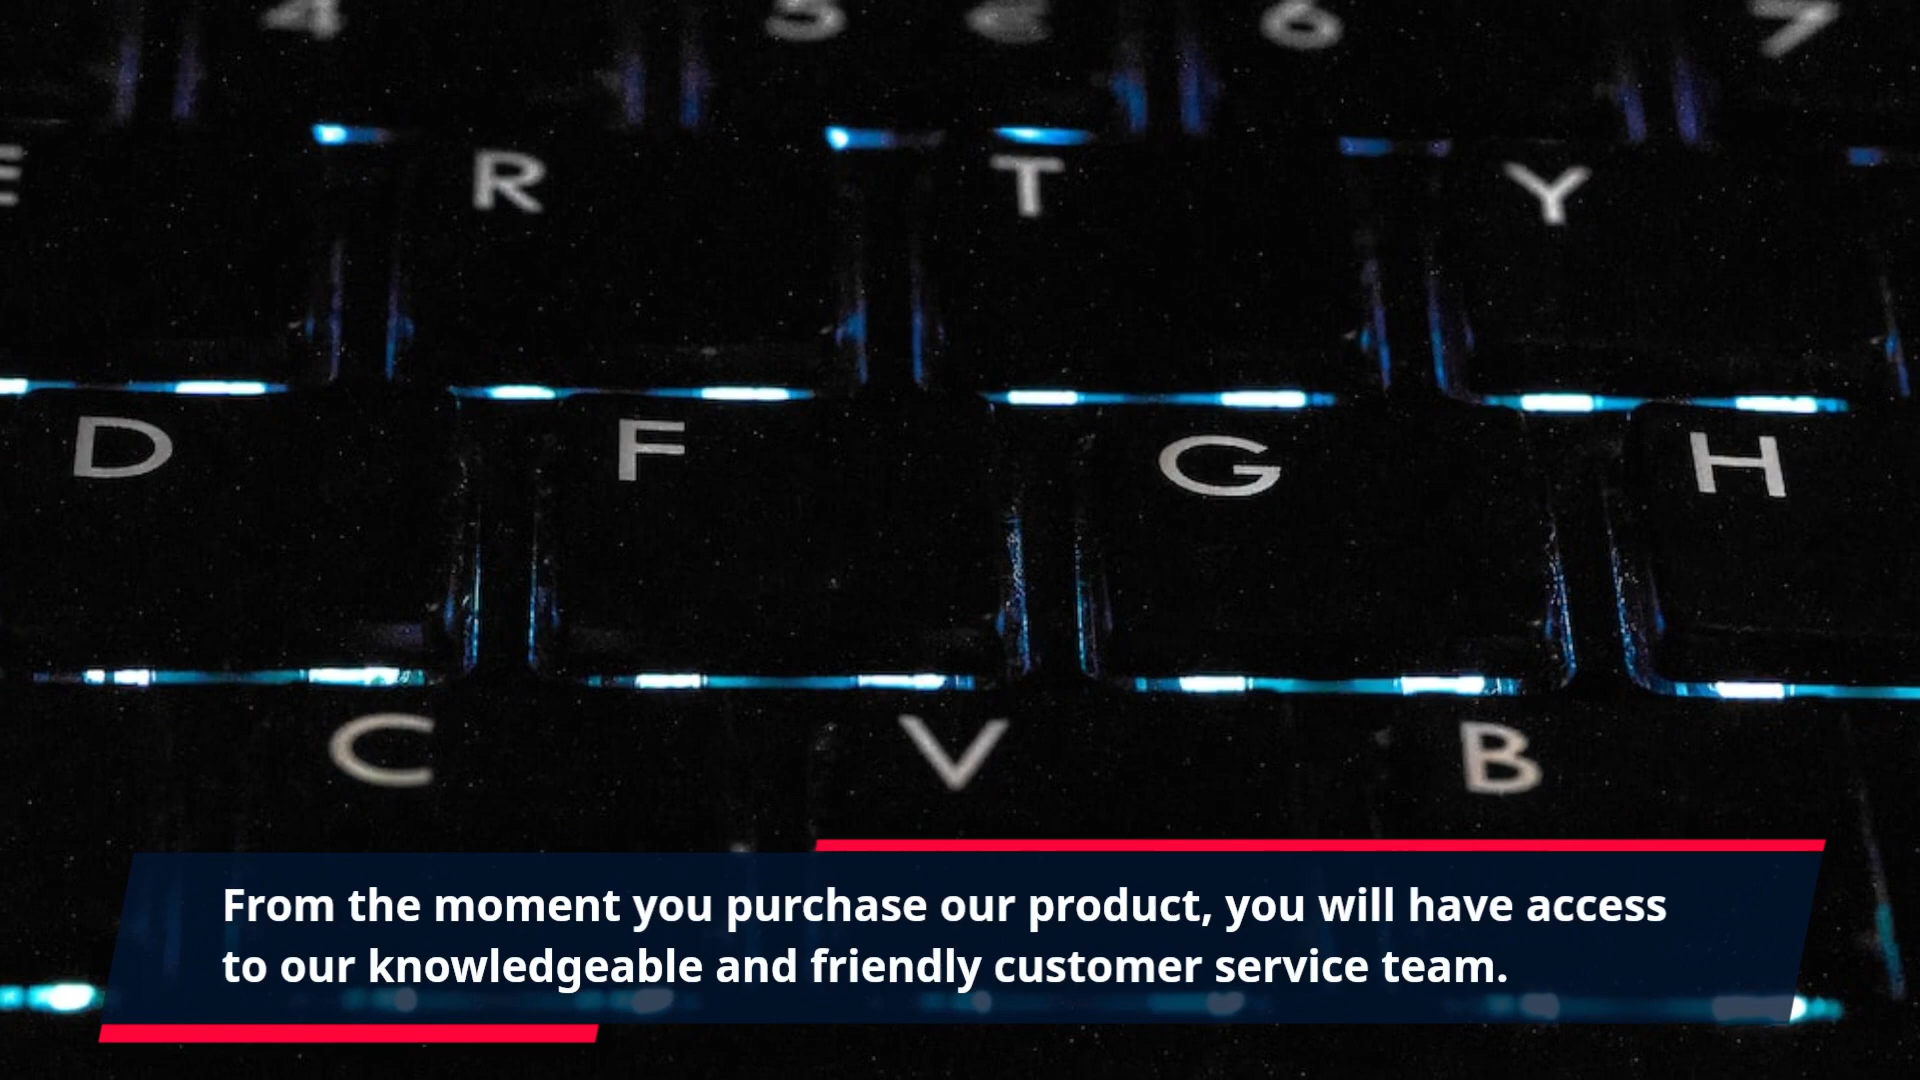 4 5 € 6 7
E R T Y
D F G H
C V B
From the moment you purchase our product, you will have access
to our knowledgeable and friendly customer service team.